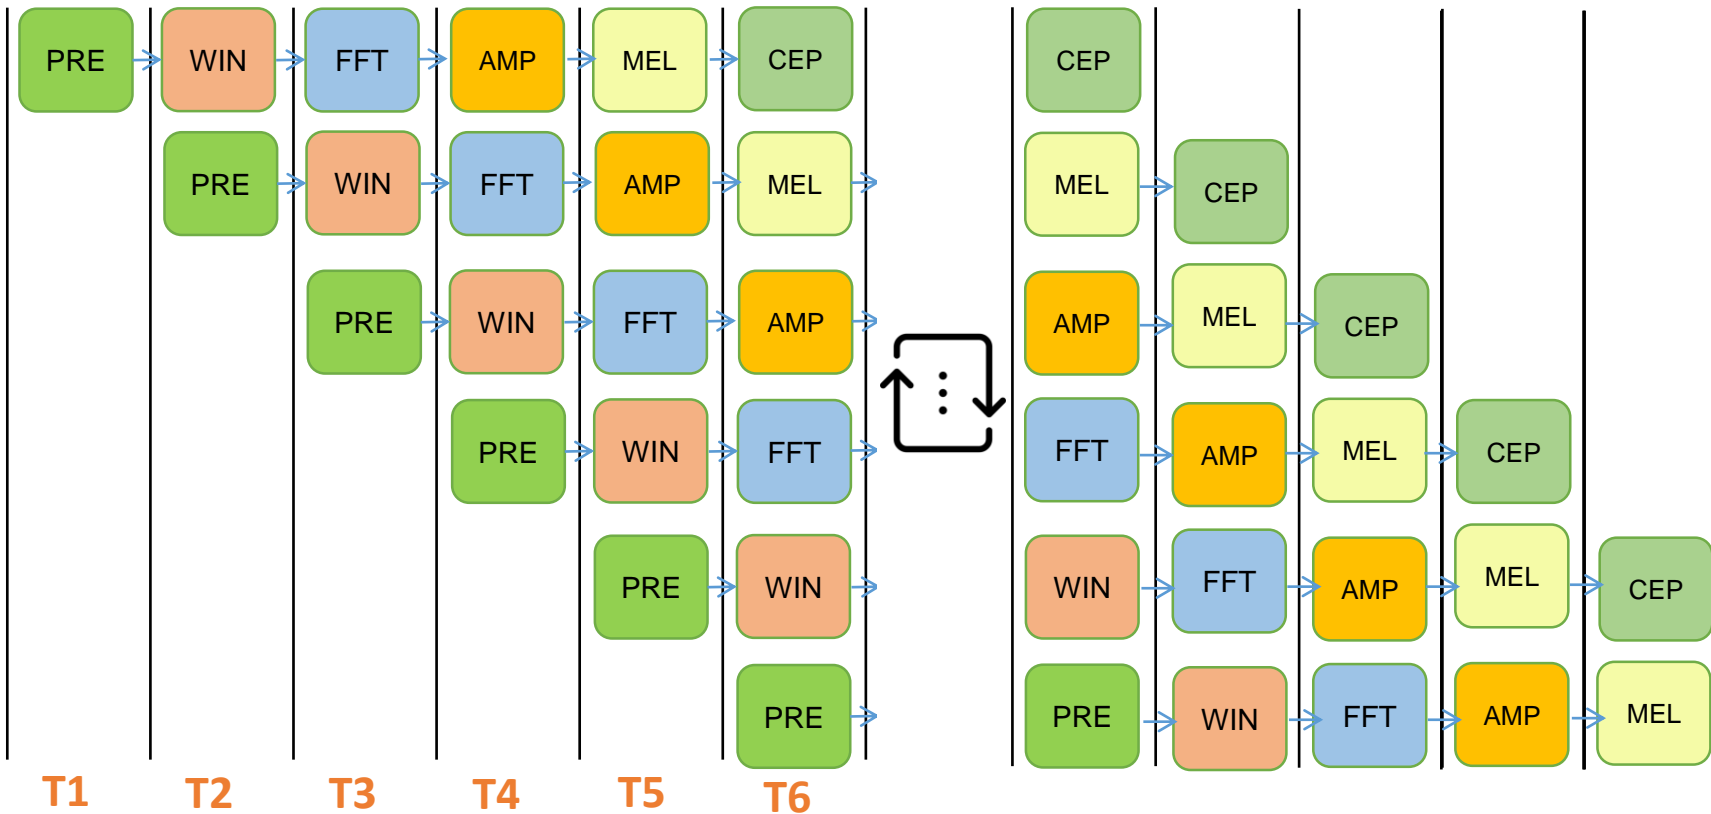 PRE WIN FFT AMP MEL CEP CEP
PRE WIN FFT AMP MEL MEL CEP
PRE WIN FFT AMP AMP MEL CEP
PRE WIN FFT FFT AMP MEL CEP
PRE WIN WIN FFT AMP MEL CEP
PRE PRE WIN FFT AMP MEL
T1 T2 T3 T4 T5 T6